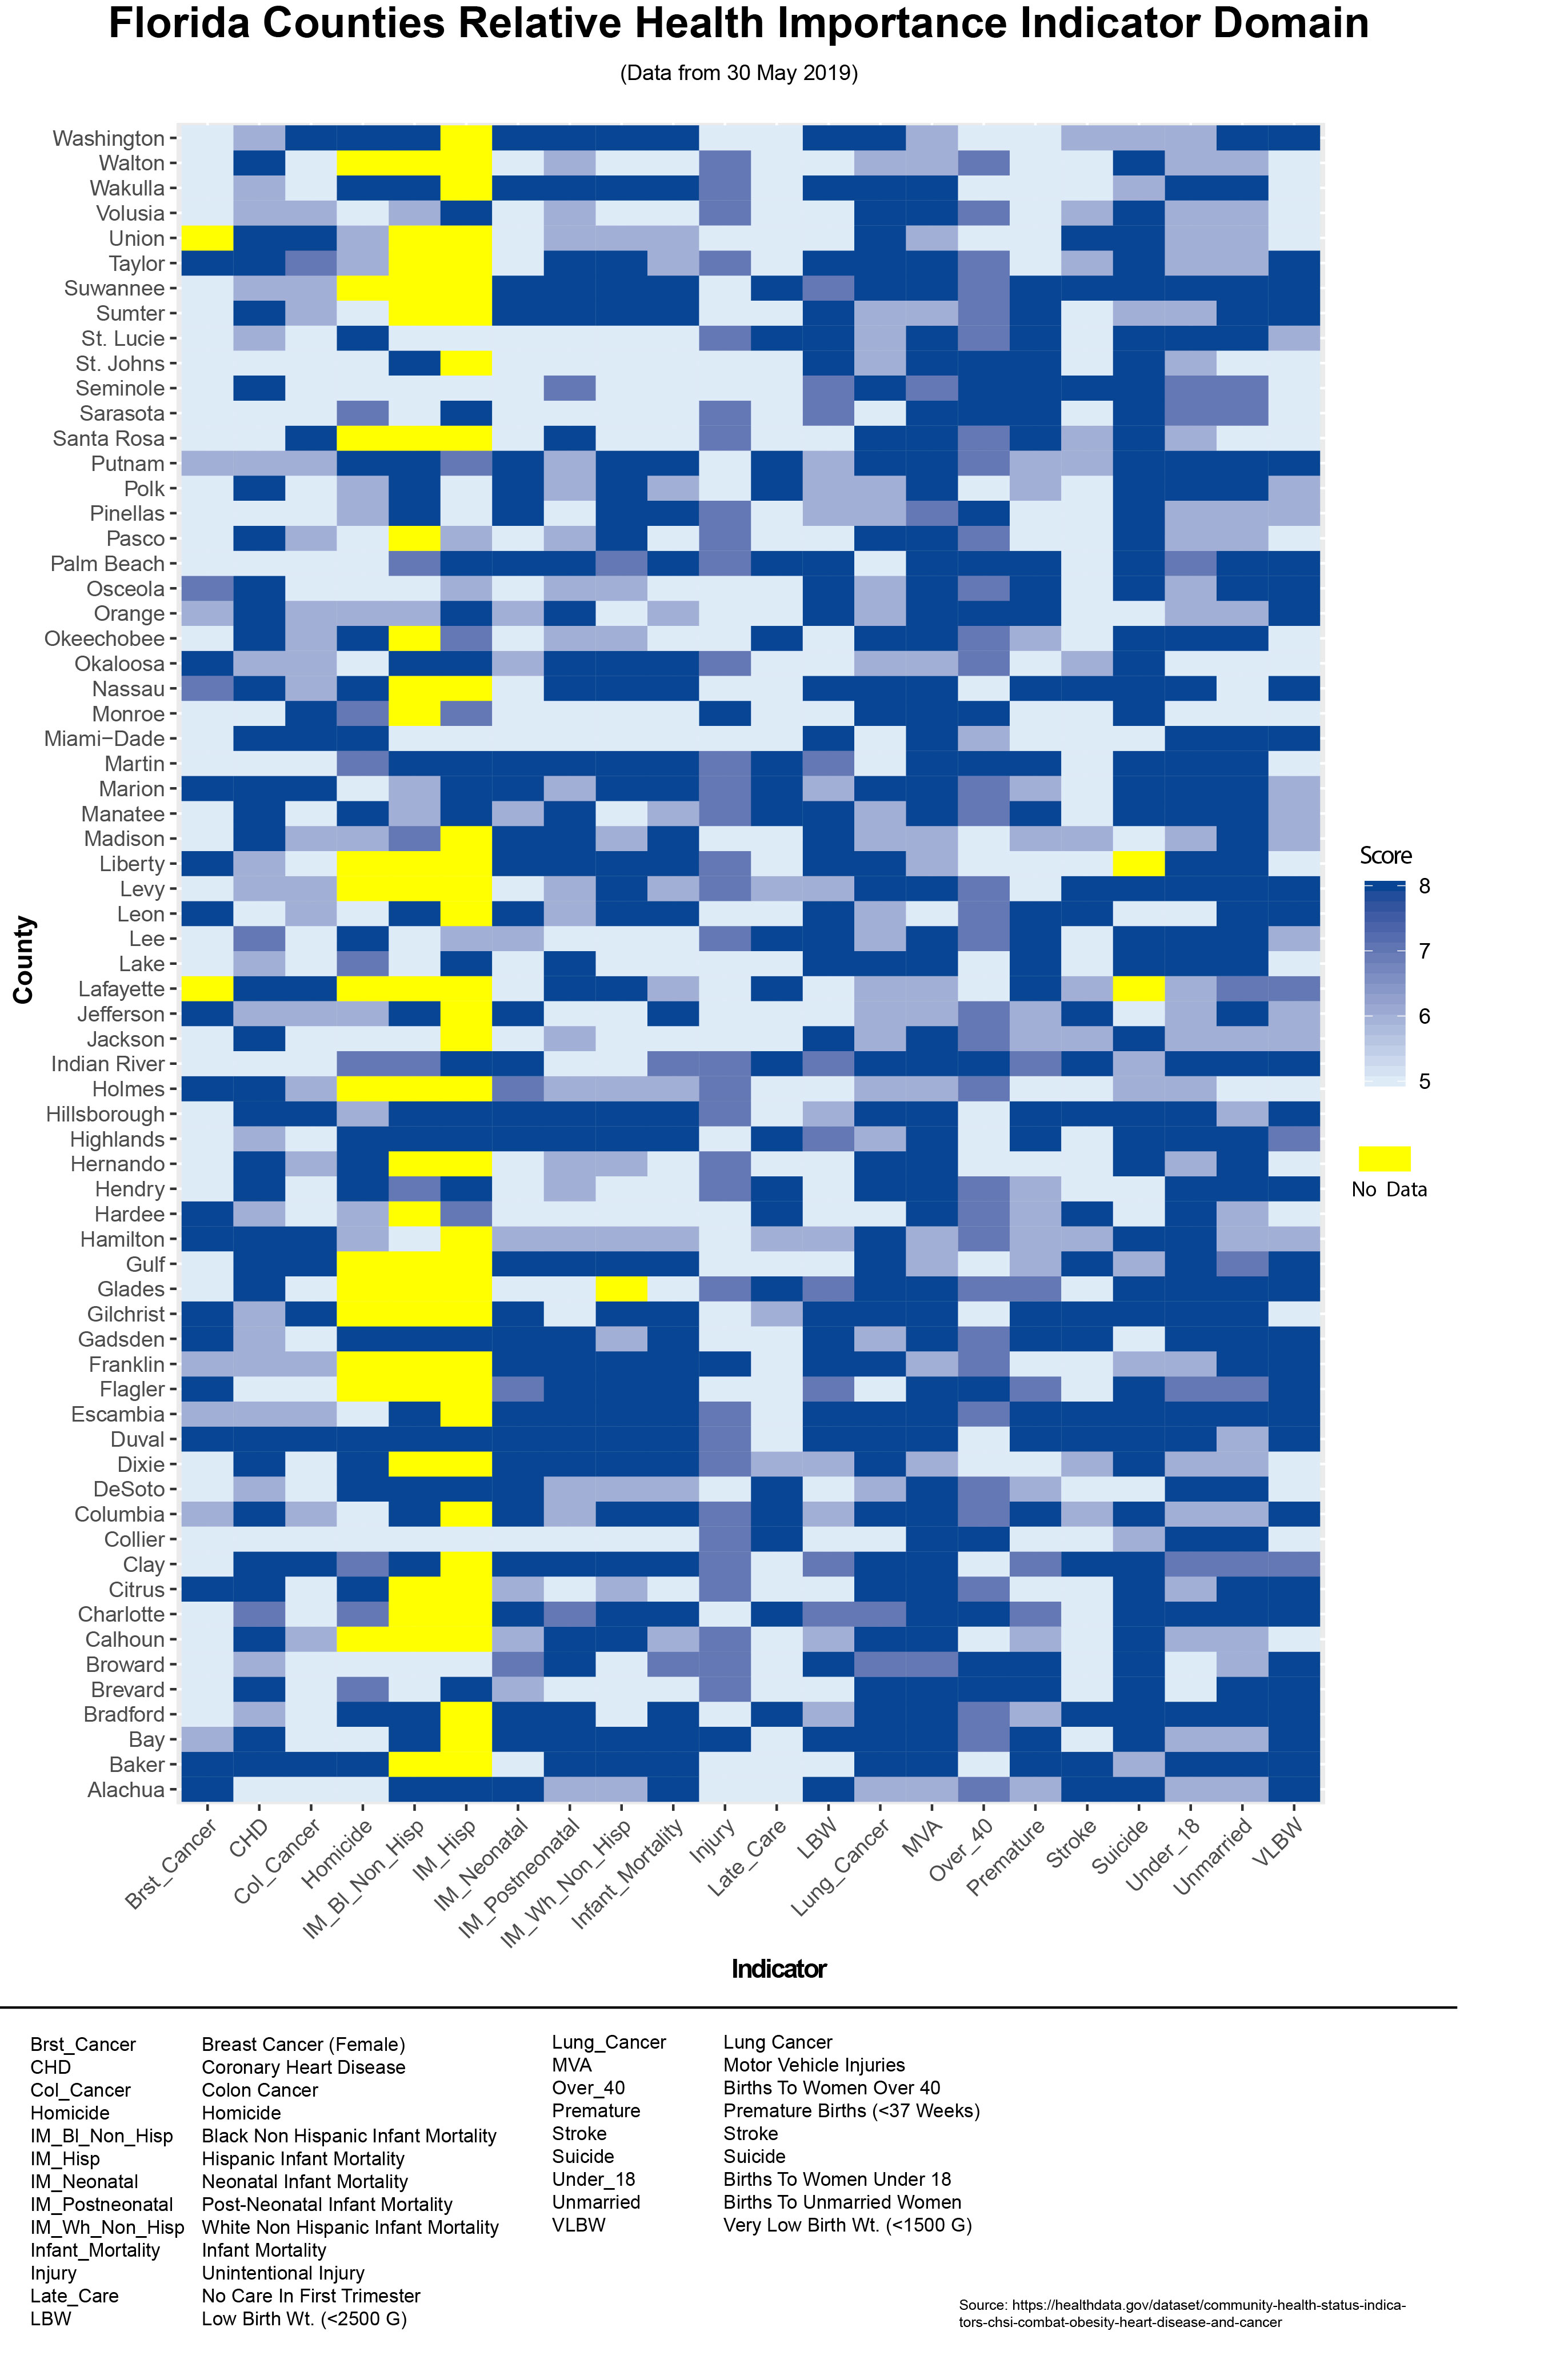 Florida Counties Relative Health Importance Indicator Domain
(Data from 30 May 2019)
Washington
Walton
Wakulla
Volusia
Union
Taylor
Suwannee
Sumter
St. Lucie
St. Johns
Seminole
Sarasota
Santa Rosa
Putnam
Polk
Pinellas
Pasco
Palm Beach
Osceola
Orange
Okeechobee
Okaloosa
Nassau
Monroe
Miami−Dade
Martin
Marion
Manatee
Madison
Liberty
Levy
Leon
Lee
Lake
Lafayette
Jefferson
Jackson
Indian River
Holmes
Hillsborough
Highlands
Hernando
Hendry
Hardee
Hamilton
Gulf
Glades
Gilchrist
Gadsden
Franklin
Flagler
Escambia
Duval
Dixie
DeSoto
Columbia
Collier
Clay
Citrus
Charlotte
Calhoun
Broward
Brevard
Bradford
Bay
Baker
Alachua
County
Score
8
7
6
5
No Data
Brst_Cancer
CHD
Col_Cancer
Homicide
IM_Bl_Non_Hisp
IM_Hisp
IM_Neonatal
IM_Postneonatal
IM_Wh_Non_Hisp
Infant_Mortality
Injury
Late_Care
LBW
Lung_Cancer
MVA
Over_40
Premature
Stroke
Suicide
Under_18
Unmarried
VLBW
Indicator
Brst_Cancer Breast Cancer (Female)
CHD Coronary Heart Disease
Col_Cancer Colon Cancer
Homicide Homicide
IM_Bl_Non_Hisp Black Non Hispanic Infant Mortality
IM_Hisp Hispanic Infant Mortality
IM_Neonatal Neonatal Infant Mortality
IM_Postneonatal Post-Neonatal Infant Mortality
IM_Wh_Non_Hisp White Non Hispanic Infant Mortality
Infant_Mortality Infant Mortality
Injury Unintentional Injury
Late_Care No Care In First Trimester
LBW Low Birth Wt. (<2500 G)
Lung_Cancer Lung Cancer
MVA Motor Vehicle Injuries
Over_40 Births To Women Over 40
Premature Premature Births (<37 Weeks)
Stroke Stroke
Suicide Suicide
Under_18 Births To Women Under 18
Unmarried Births To Unmarried Women
VLBW Very Low Birth Wt. (<1500 G)
Source: https://healthdata.gov/dataset/community-health-status-indica-
tors-chsi-combat-obesity-heart-disease-and-cancer